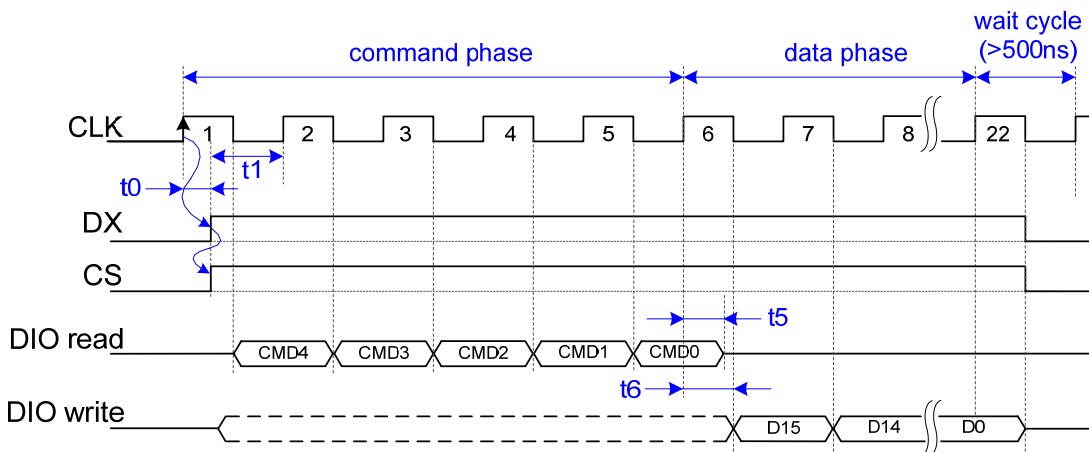 wait cycle
(>500ns)
command phase
data phase
CLK
1 2 3 4 5 6 7 8 22
t1
t0
DX
CS
t5
DIO read
CMD4 CMD3 CMD2 CMD1 CMD0
t6
DIO write
D15 D14 D0